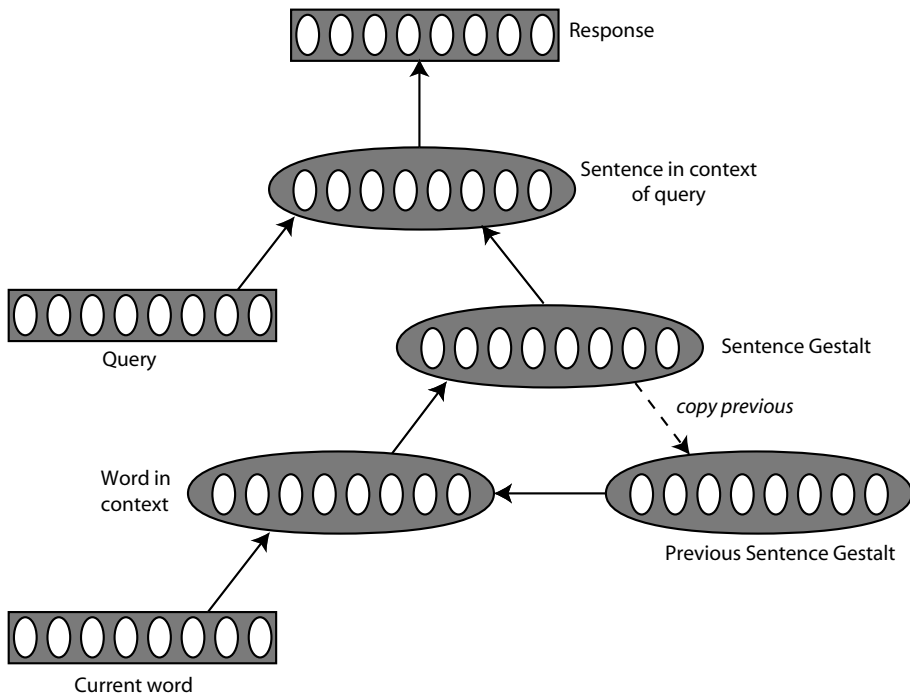 Response
Sentence in context
of query
Query
Sentence Gestalt
copy previous
Word in
context
Previous Sentence Gestalt
Current word